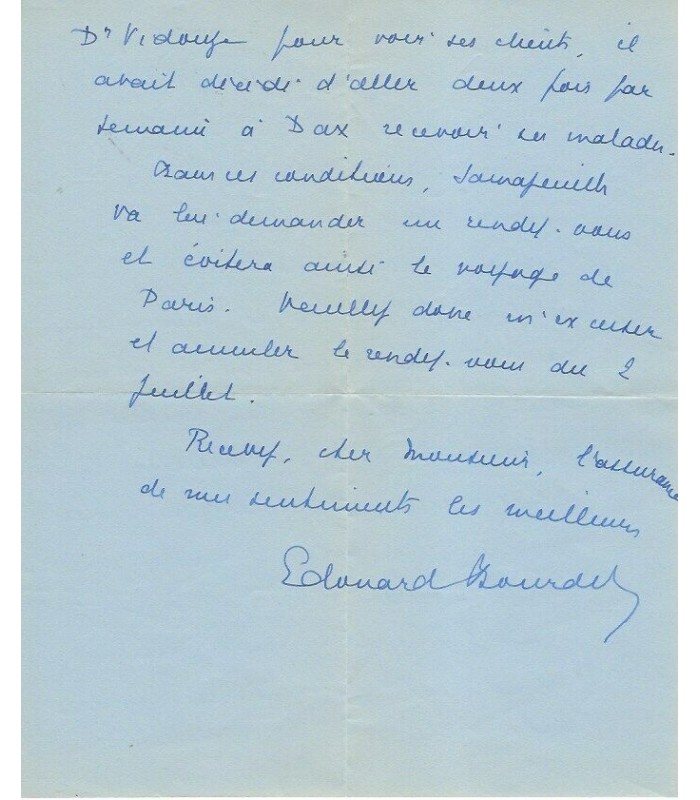 Dr Vidouze pour voir ses clients, il
avait décidé d'aller deux fois par
semaine à Dax recevoir ses malades.
Dans ces conditions,
va lui demander un rendez-vous
et évitera ainsi le voyage de
Paris. Veuillez donc m'excuser
et annuler le rendez-vous du 2
Juillet.
Recevez, cher Monsieur, l'assurance
de mes sentiments les meilleurs
Edouard Bourdet